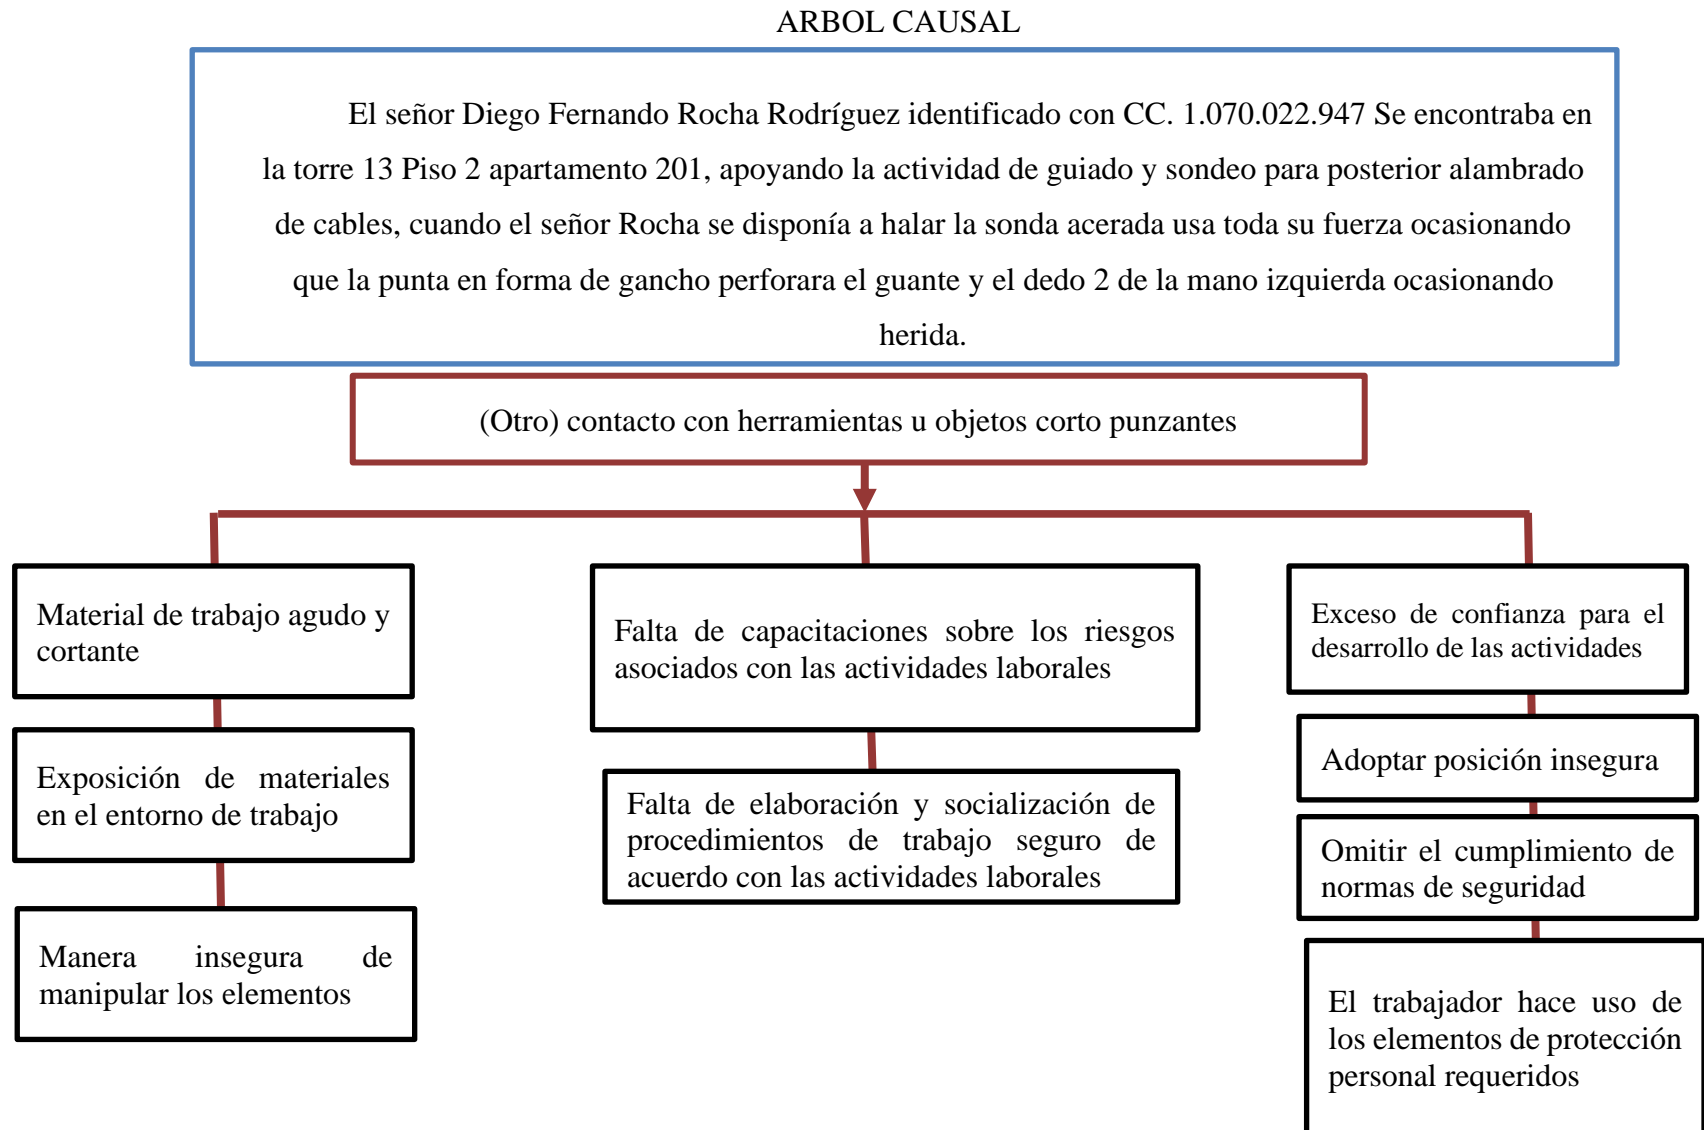 ARBOL CAUSAL
El señor Diego Fernando Rocha Rodríguez identificado con CC. 1.070.022.947 Se encontraba en
la torre 13 Piso 2 apartamento 201, apoyando la actividad de guiado y sondeo para posterior alambrado
de cables, cuando el señor Rocha se disponía a halar la sonda acerada usa toda su fuerza ocasionando
que la punta en forma de gancho perforara el guante y el dedo 2 de la mano izquierda ocasionando
herida.
(Otro) contacto con herramientas u objetos corto punzantes
Material de trabajo agudo y
cortante
Exposición de materiales
en el entorno de trabajo
Manera insegura de
manipular los elementos
Falta de capacitaciones sobre los riesgos
asociados con las actividades laborales
Falta de elaboración y socialización de
procedimientos de trabajo seguro de
acuerdo con las actividades laborales
Exceso de confianza para el
desarrollo de las actividades
Adoptar posición insegura
Omitir el cumplimiento de
normas de seguridad
El trabajador hace uso de
los elementos de protección
personal requeridos